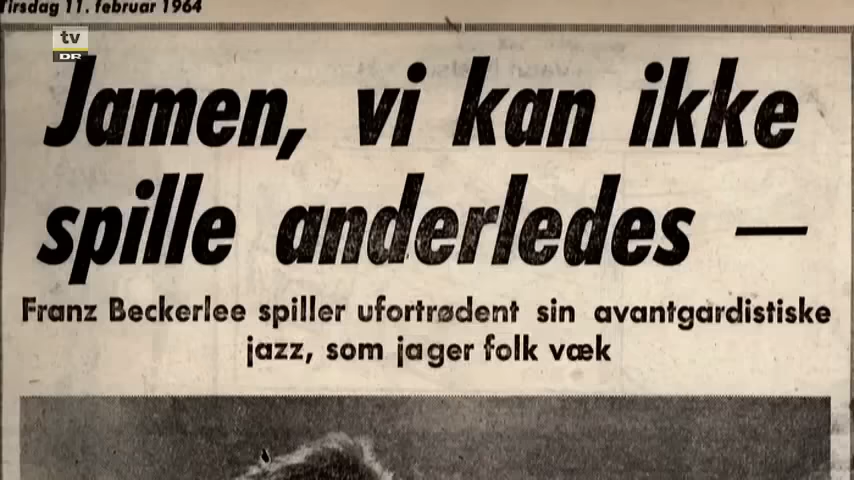 Tirsdag 11. februar 1964
tv
DR
Jamen, vi kan ikke
spille anderledes —
Franz Beckerlee spiller ufortrødent sin avantgardistiske
jazz, som jager folk væk